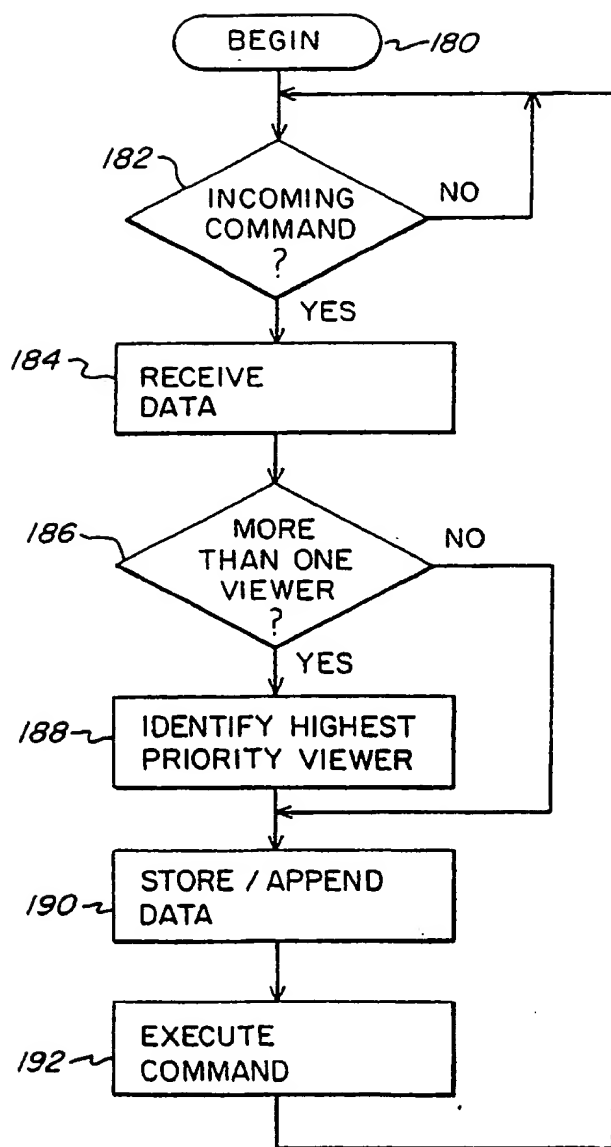 BEGIN
180
182
INCOMING
COMMAND
?
NO
YES
184
RECEIVE
DATA
186
MORE
THAN ONE
VIEWER
?
NO
YES
188
IDENTIFY HIGHEST
PRIORITY VIEWER
190
STORE / APPEND
DATA
192
EXECUTE
COMMAND